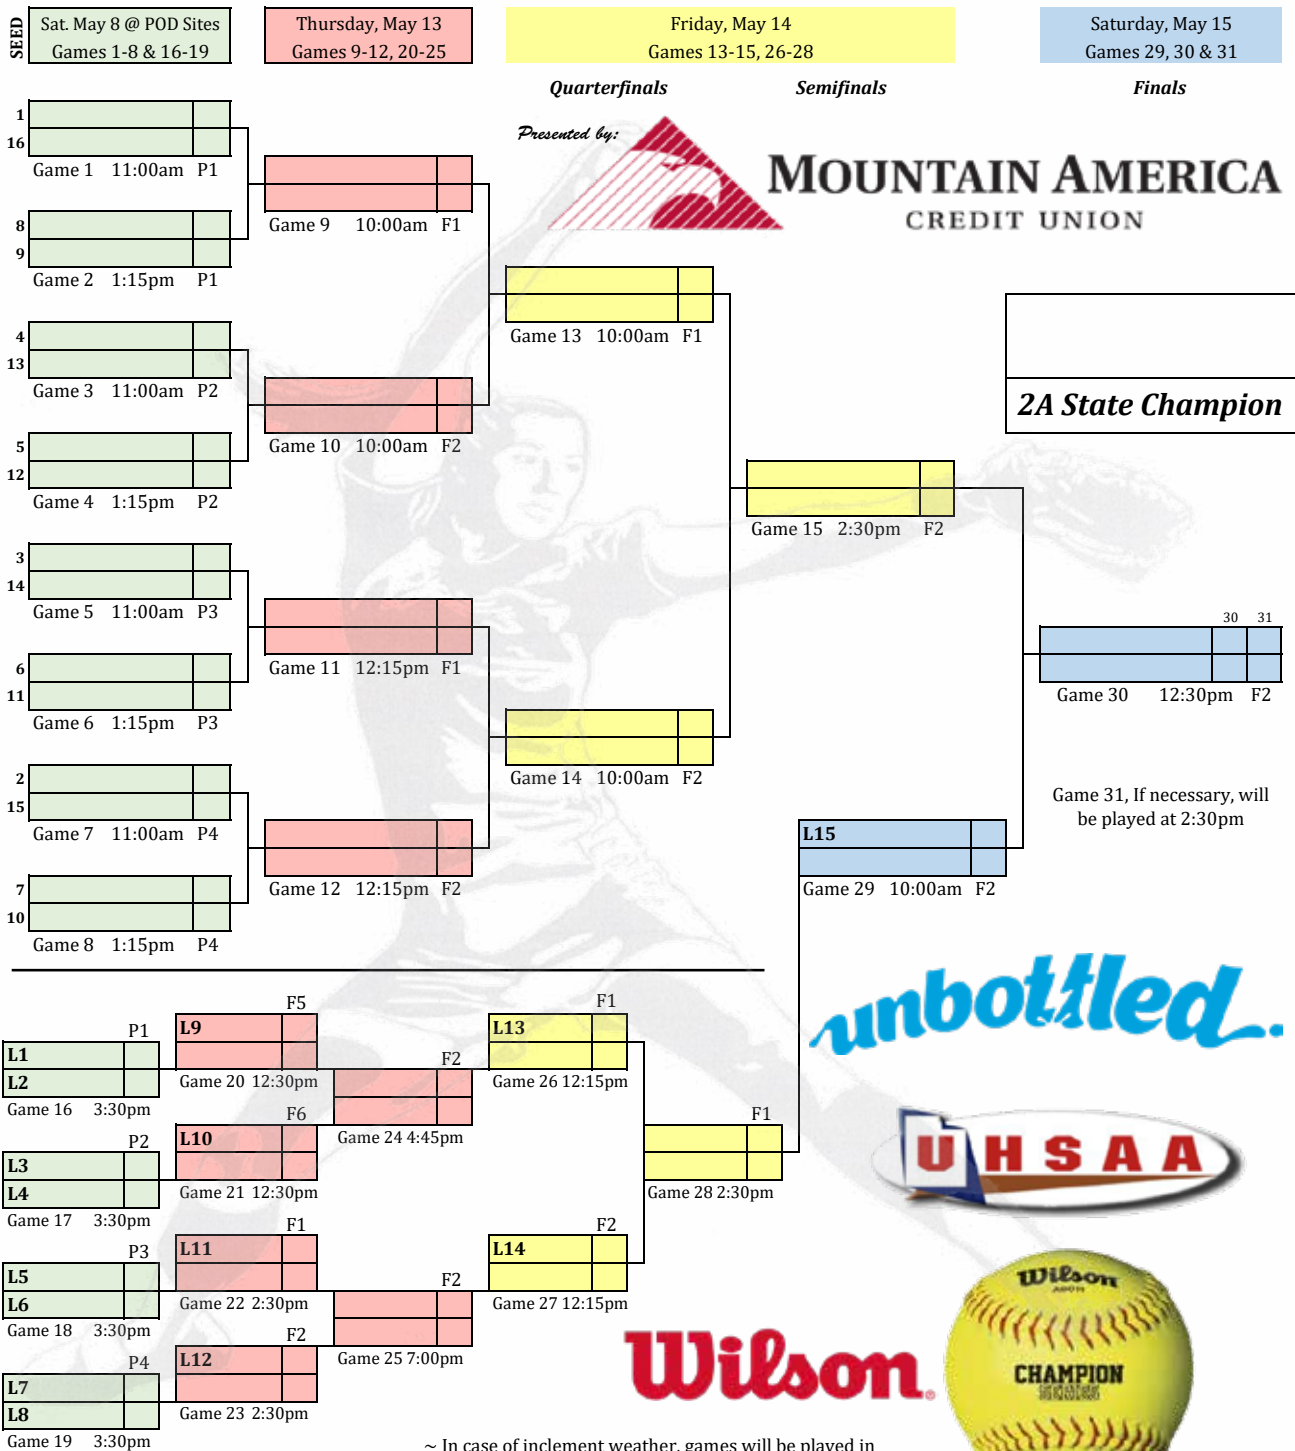 SEED
Sat. May 8 @ POD Sites
Games 1-8 & 16-19
Thursday, May 13
Games 9-12, 20-25
Friday, May 14
Games 13-15, 26-28
Saturday, May 15
Games 29, 30 & 31
Quarterfinals
Semifinals
Finals
Presented by:
MOUNTAIN AMERICA
CREDIT UNION
1
16
Game 1 11:00am P1
8
9
Game 2 1:15pm P1
4
13
Game 3 11:00am P2
5
12
Game 4 1:15pm P2
3
14
Game 5 11:00am P3
6
11
Game 6 1:15pm P3
2
15
Game 7 11:00am P4
7
10
Game 8 1:15pm P4
Game 9 10:00am F1
Game 10 10:00am F2
Game 11 12:15pm F1
Game 12 12:15pm F2
Game 13 10:00am F1
Game 14 10:00am F2
Game 15 2:30pm F2
2A State Champion
30 31
Game 30 12:30pm F2
Game 31, If necessary, will
be played at 2:30pm
L15
Game 29 10:00am F2
P1
L1
L2
Game 16 3:30pm
P2
L3
L4
Game 17 3:30pm
P3
L5
L6
Game 18 3:30pm
P4
L7
L8
Game 19 3:30pm
F5
L9
Game 20 12:30pm
F6
L10
Game 21 12:30pm
F1
L11
Game 22 2:30pm
F2
L12
Game 23 2:30pm
F2
Game 24 4:45pm
F2
Game 25 7:00pm
F1
L13
Game 26 12:15pm
F2
L14
Game 27 12:15pm
F1
Game 28 2:30pm
unbottled
UHSAA
Wilson
Wilson
CHAMPION
~ In case of inclement weather, games will be played in